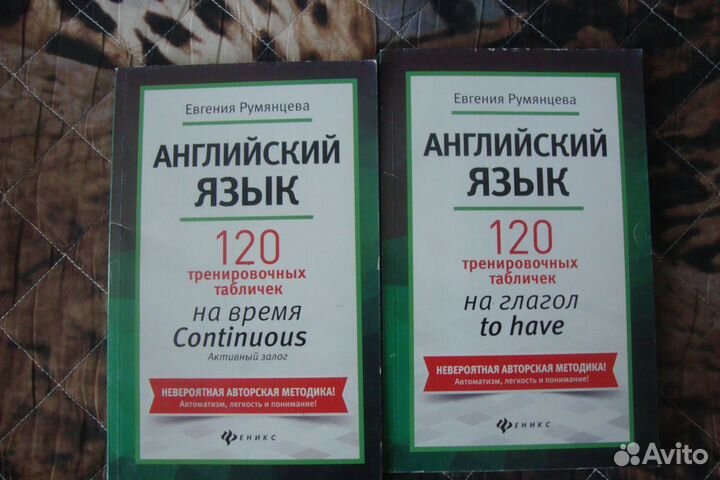 Евгения Румянцева
АНГЛИЙСКИЙ
ЯЗЫК
120
тренировочных
табличек
на время
Continuous
Активный залог
НЕВЕРОЯТНАЯ АВТОРСКАЯ МЕТОДИКА!
Автоматизм, легкость и понимание!
ФЕНИКС
Евгения Румянцева
АНГЛИЙСКИЙ
ЯЗЫК
120
тренировочных
табличек
на глагол
to have
НЕВЕРОЯТНАЯ АВТОРСКАЯ МЕТОДИКА!
Автоматизм, легкость и понимание!
ФЕНИКС
Avito